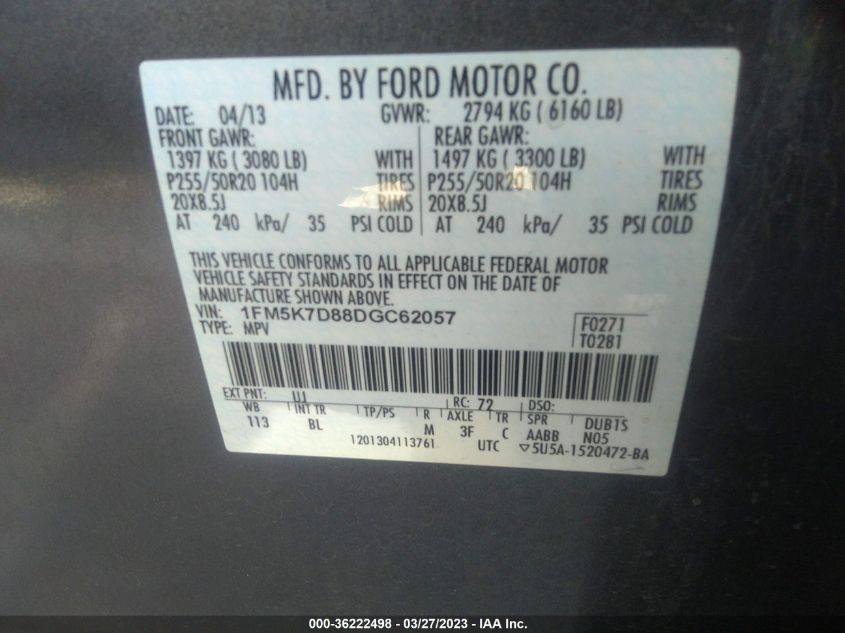 MFD. BY FORD MOTOR CO.
DATE: 04/13 GVWR: 2794 KG ( 6160 LB)
FRONT GAWR: REAR GAWR:
1397 KG ( 3080 LB) WITH 1497 KG ( 3300 LB) WITH
P255/50R20 104H TIRES P255/50R20 104H TIRES
20X8.5J RIMS 20X8.5J RIMS
AT 240 kPa/ 35 PSI COLD AT 240 kPa/ 35 PSI COLD
THIS VEHICLE CONFORMS TO ALL APPLICABLE FEDERAL MOTOR
VEHICLE SAFETY STANDARDS IN EFFECT ON THE DATE OF
MANUFACTURE SHOWN ABOVE.
VIN: 1FM5K7D88DGC62057 F0271
TYPE: MPV T0281
EXT PNT: UJ RC: 72 DSO:
WB INT TR TP/PS R AXLE TR SPR DUB1S
113 BL M 3F C AABB N05
1201304113761 UTC ▽5U5A-1520472-BA
000-36222498 - 03/27/2023 - IAA Inc.